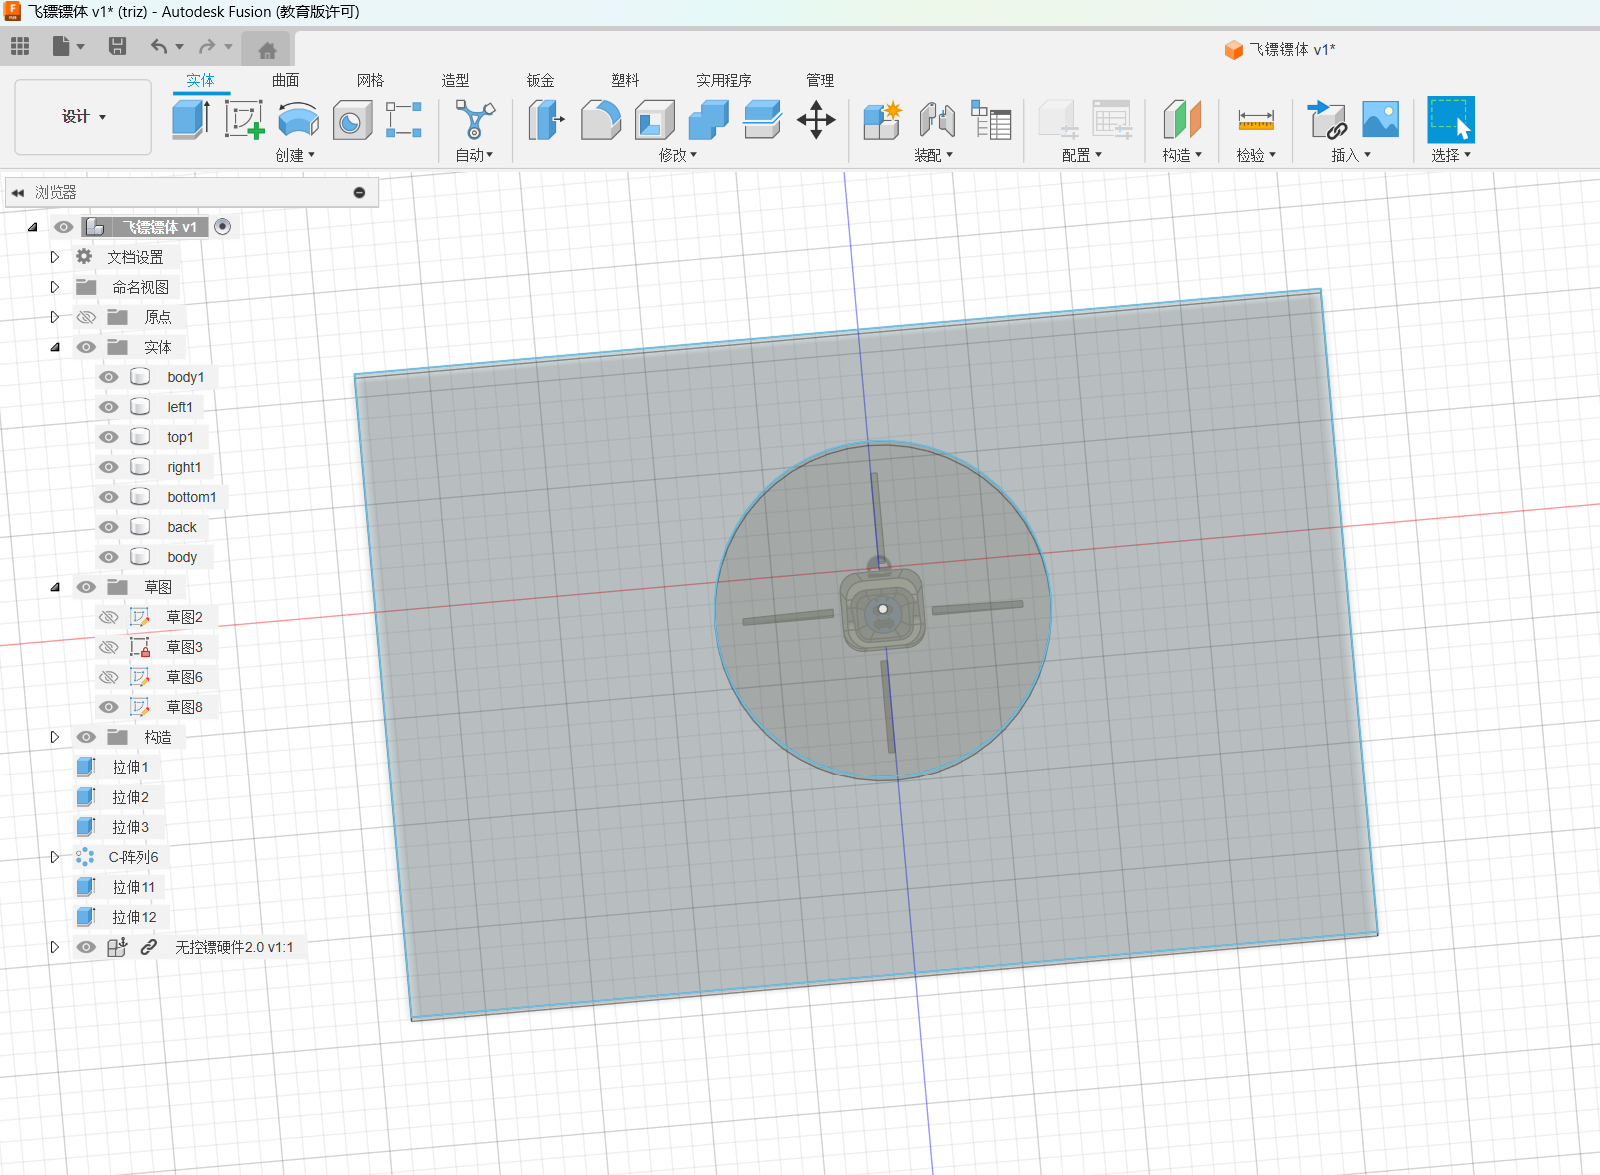 飞镖镖体 v1* (triz) - Autodesk Fusion (教育版许可)
飞镖镖体 v1*
设计
实体 曲面 网格 造型 钣金 塑料 实用程序 管理
创建 自动 修改 装配 配置 构造 检验 插入 选择
浏览器
飞镖镖体 v1
文档设置
命名视图
原点
实体
body1
left1
top1
right1
bottom1
back
body
草图
草图2
草图3
草图6
草图8
构造
拉伸1
拉伸2
拉伸3
C-阵列6
拉伸11
拉伸12
无控镖硬件2.0 v1:1